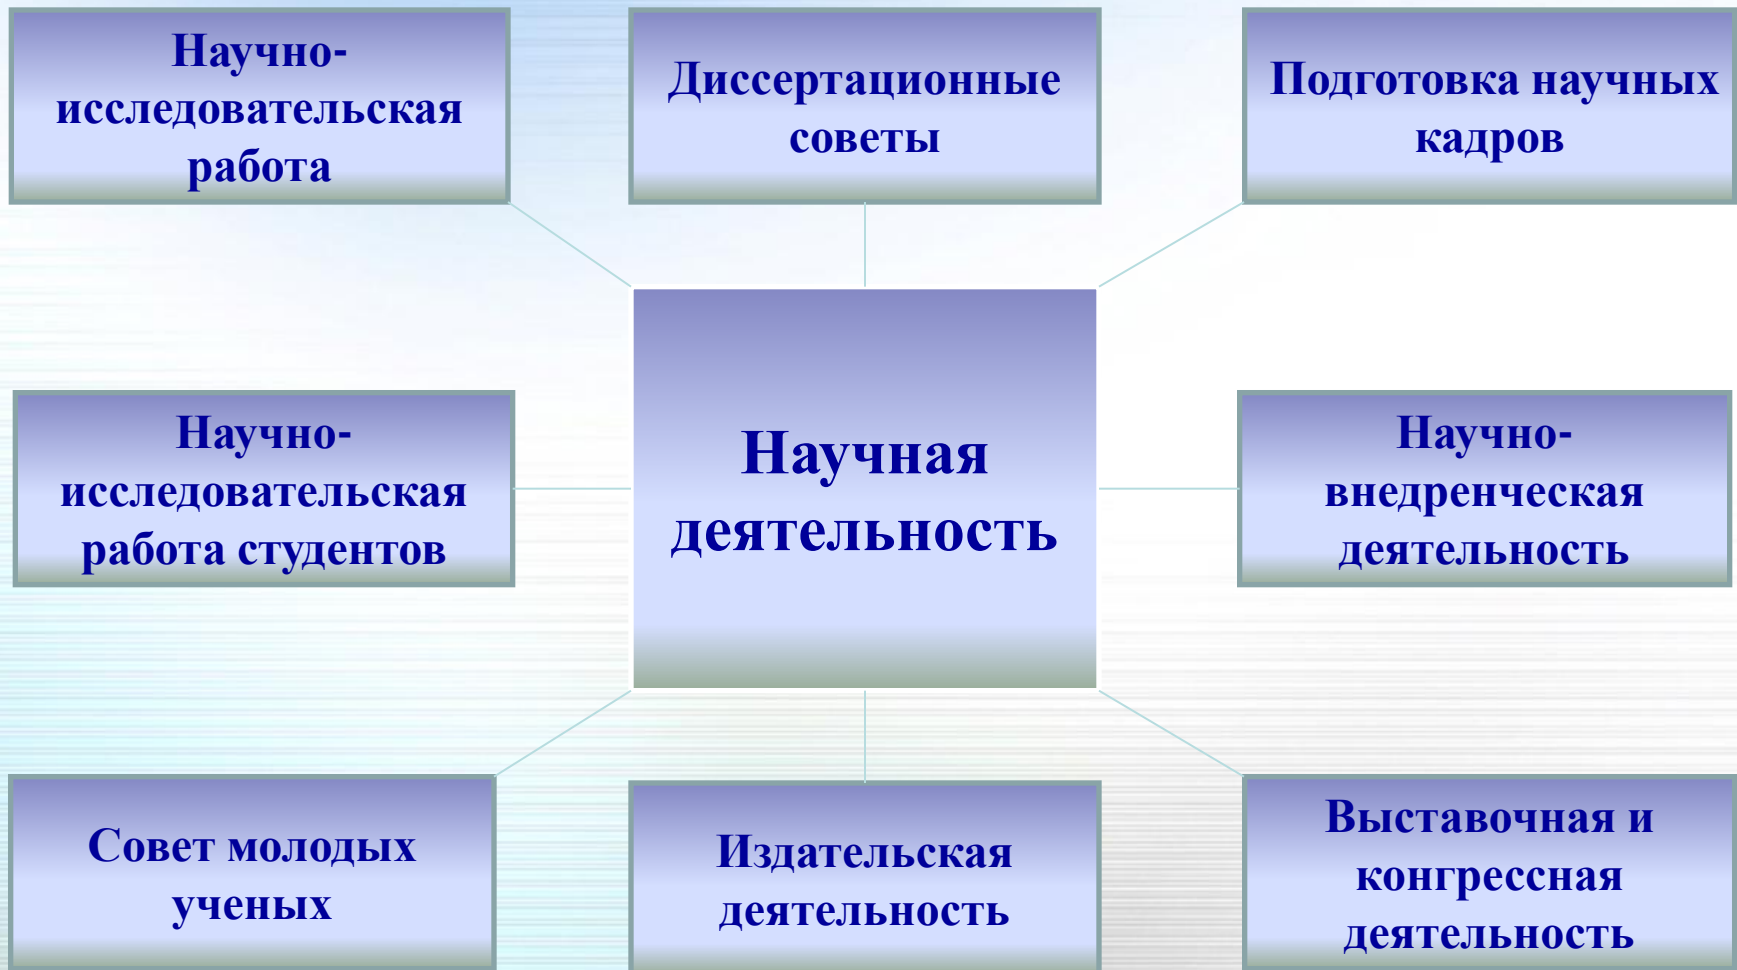 Научно-
исследовательская
работа
Диссертационные
советы
Подготовка научных
кадров
Научно-
исследовательская
работа студентов
Научная
деятельность
Научно-
внедренческая
деятельность
Совет молодых
ученых
Издательская
деятельность
Выставочная и
конгрессная
деятельность